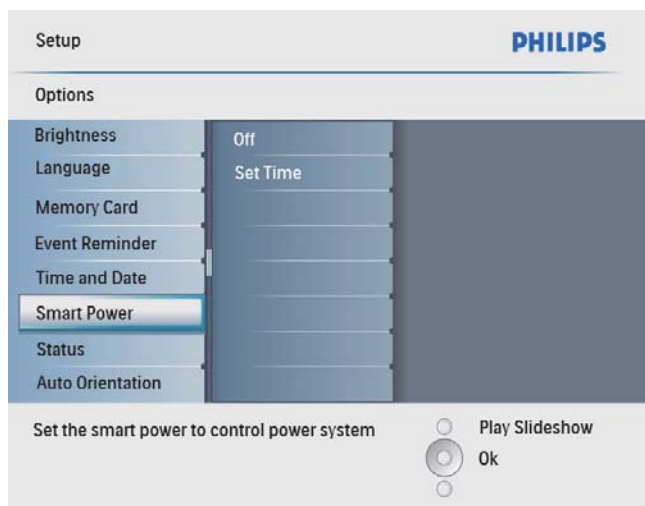 Setup
PHILIPS
Options
Brightness
Language
Memory Card
Event Reminder
Time and Date
Smart Power
Status
Auto Orientation
Off
Set Time
Set the smart power to control power system
Play Slideshow
Ok